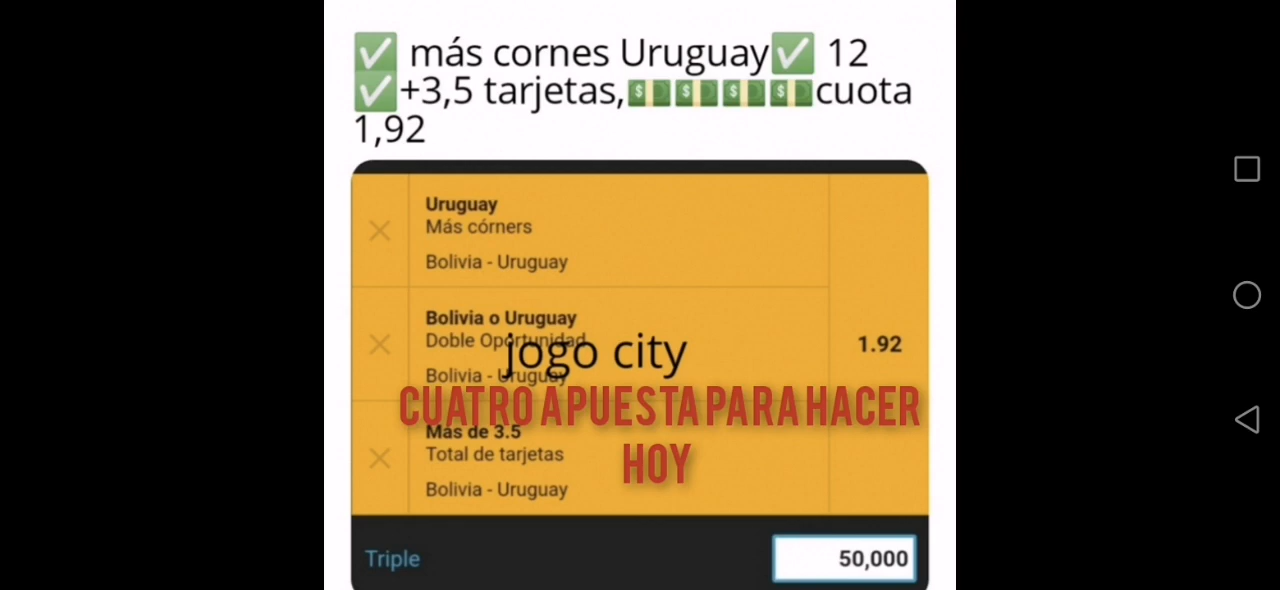 ✅ más cornes Uruguay✅ 12
✅+3,5 tarjetas,💵💵💵💵cuota
1,92
Uruguay
Más córners
Bolivia - Uruguay
Bolivia o Uruguay
Doble Oportunidad
jogo city
1.92
Bolivia - Uruguay
CUATRO APUESTA PARA HACER
HOY
Más de 3.5
Total de tarjetas
Bolivia - Uruguay
Triple
50,000